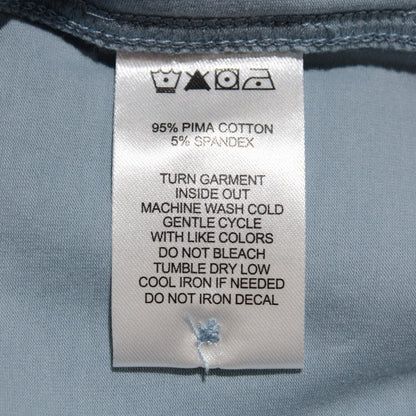 95% PIMA COTTON
5% SPANDEX
TURN GARMENT
INSIDE OUT
MACHINE WASH COLD
GENTLE CYCLE
WITH LIKE COLORS
DO NOT BLEACH
TUMBLE DRY LOW
COOL IRON IF NEEDED
DO NOT IRON DECAL